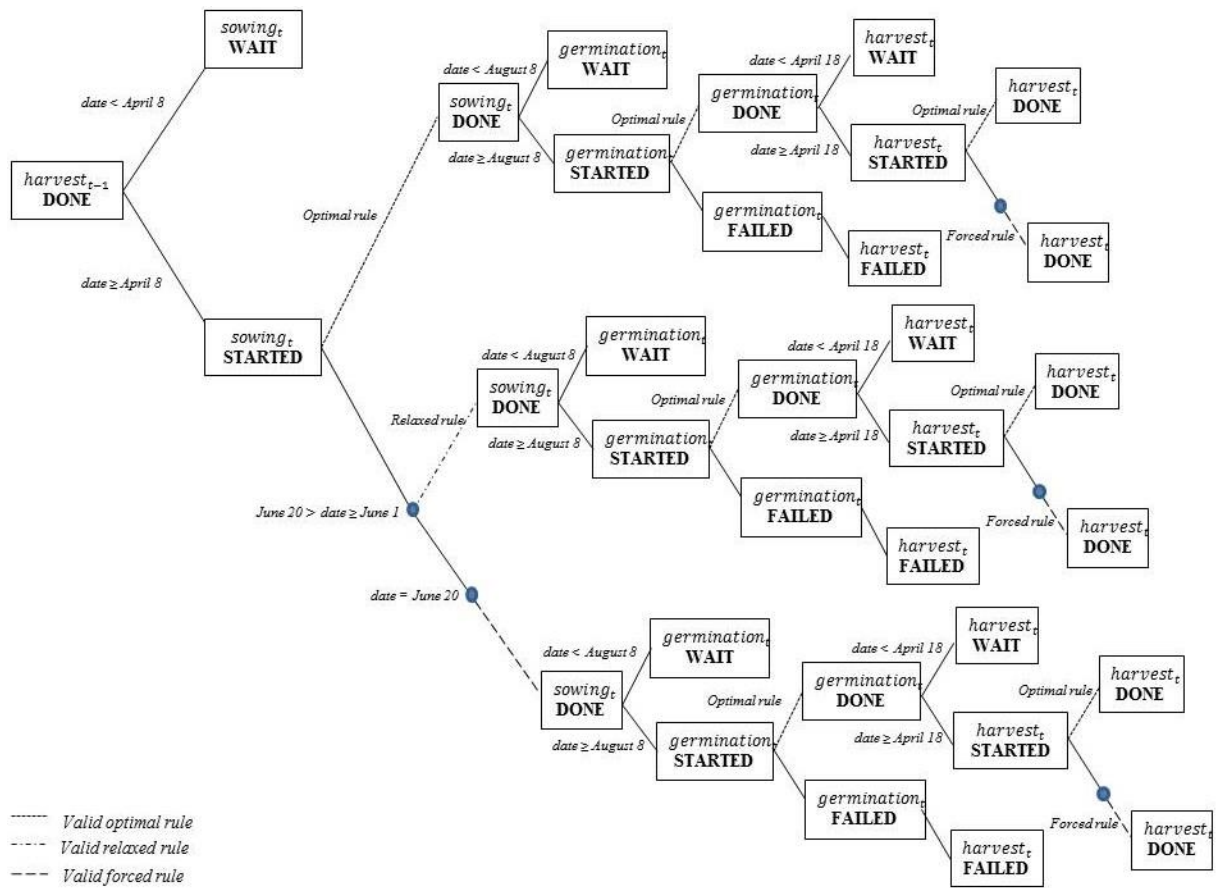 sowing_t
WAIT
date < April 8
harvest_{t-1}
DONE
date ≥ April 8
sowing_t
STARTED
Optimal rule
date < August 8
sowing_t
DONE
date ≥ August 8
germination_t
WAIT
germination_t
STARTED
Optimal rule
germination_t
DONE
germination_t
FAILED
date < April 18
date ≥ April 18
harvest_t
WAIT
harvest_t
STARTED
harvest_t
FAILED
Optimal rule
harvest_t
DONE
Forced rule
harvest_t
DONE
June 20 > date ≥ June 1
Relaxed rule
date < August 8
sowing_t
DONE
date ≥ August 8
germination_t
WAIT
germination_t
STARTED
Optimal rule
germination_t
DONE
germination_t
FAILED
date < April 18
date ≥ April 18
harvest_t
WAIT
harvest_t
STARTED
harvest_t
FAILED
Optimal rule
harvest_t
DONE
Forced rule
harvest_t
DONE
date = June 20
date < August 8
sowing_t
DONE
date ≥ August 8
germination_t
WAIT
germination_t
STARTED
Optimal rule
germination_t
DONE
germination_t
FAILED
date < April 18
date ≥ April 18
harvest_t
WAIT
harvest_t
STARTED
harvest_t
FAILED
Optimal rule
harvest_t
DONE
Forced rule
harvest_t
DONE
Valid optimal rule
Valid relaxed rule
Valid forced rule